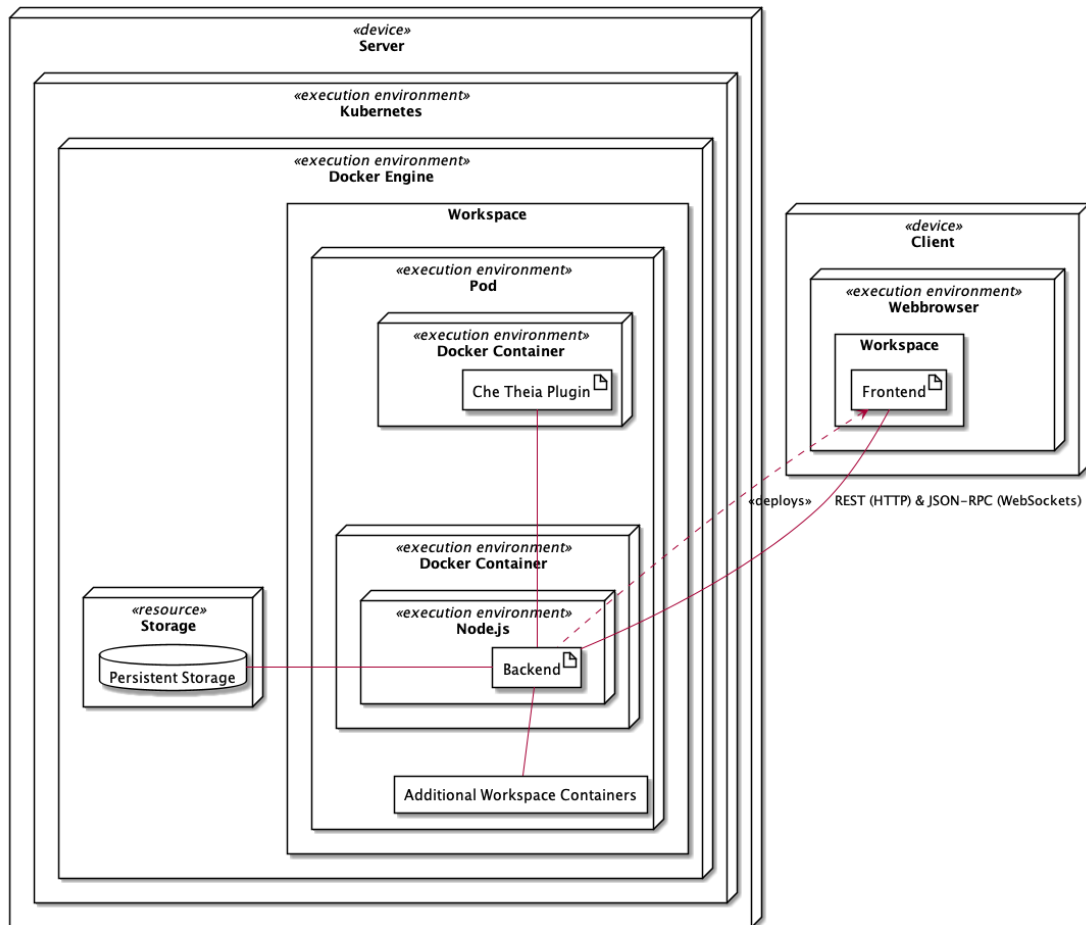 «device»
Server
«execution environment»
Kubernetes
«execution environment»
Docker Engine
Workspace
«execution environment»
Pod
«execution environment»
Docker Container
Che Theia Plugin
«execution environment»
Docker Container
«execution environment»
Node.js
Backend
«resource»
Storage
Persistent Storage
Additional Workspace Containers
«device»
Client
«execution environment»
Webbrowser
Workspace
Frontend
«deploys»
REST (HTTP) & JSON-RPC (WebSockets)